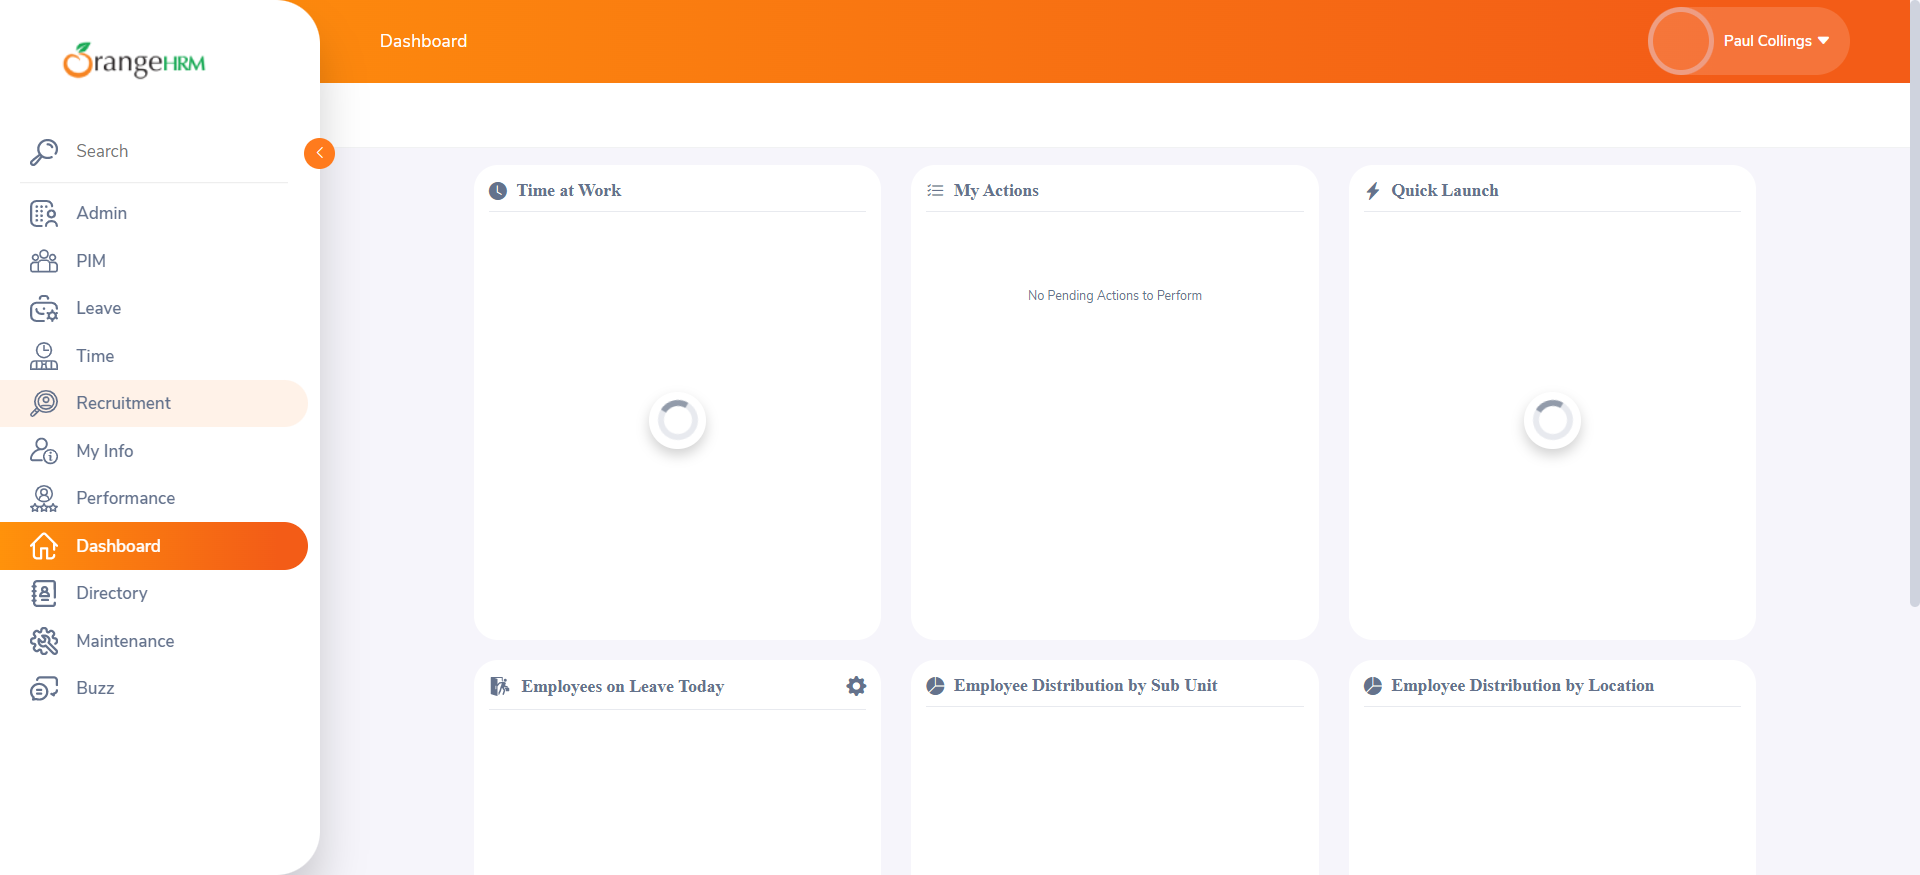 OrangeHRM
Dashboard
Paul Collings
Search
Admin
PIM
Leave
Time
Recruitment
My Info
Performance
Dashboard
Directory
Maintenance
Buzz
Time at Work
My Actions
No Pending Actions to Perform
Quick Launch
Employees on Leave Today
Employee Distribution by Sub Unit
Employee Distribution by Location